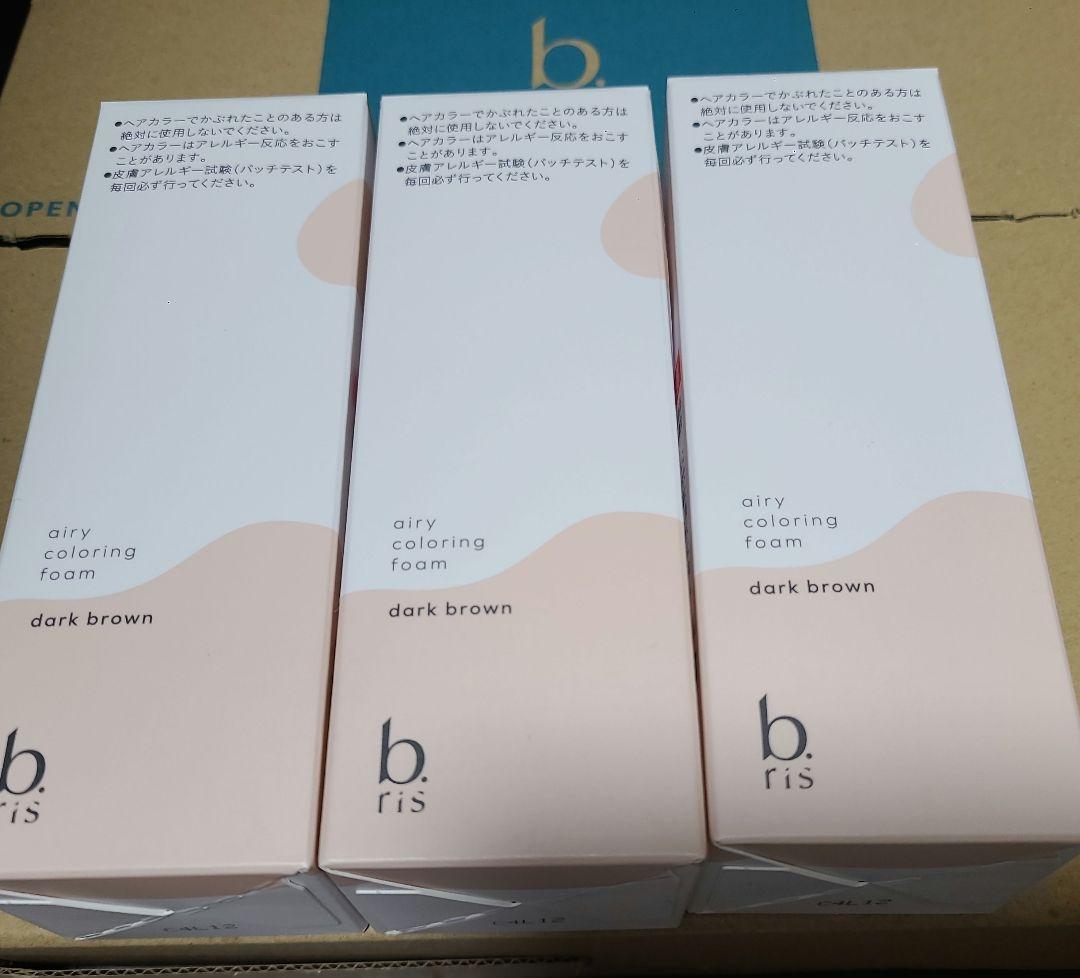 b.
OPEN
●ヘアカラーでかぶれたことのある方は
絶対に使用しないでください。
●ヘアカラーはアレルギー反応をおこす
ことがあります。
●皮膚アレルギー試験(パッチテスト)を
毎回必ず行ってください。
airy
coloring
foam
dark brown
b.
ris
●ヘアカラーでかぶれたことのある方は
絶対に使用しないでください。
●ヘアカラーはアレルギー反応をおこす
ことがあります。
●皮膚アレルギー試験(パッチテスト)を
毎回必ず行ってください。
airy
coloring
foam
dark brown
b.
ris
●ヘアカラーでかぶれたことのある方は
絶対に使用しないでください。
●ヘアカラーはアレルギー反応をおこす
ことがあります。
●皮膚アレルギー試験(パッチテスト)を
毎回必ず行ってください。
airy
coloring
foam
dark brown
b.
ris
C4L12
C4L12
C4L12